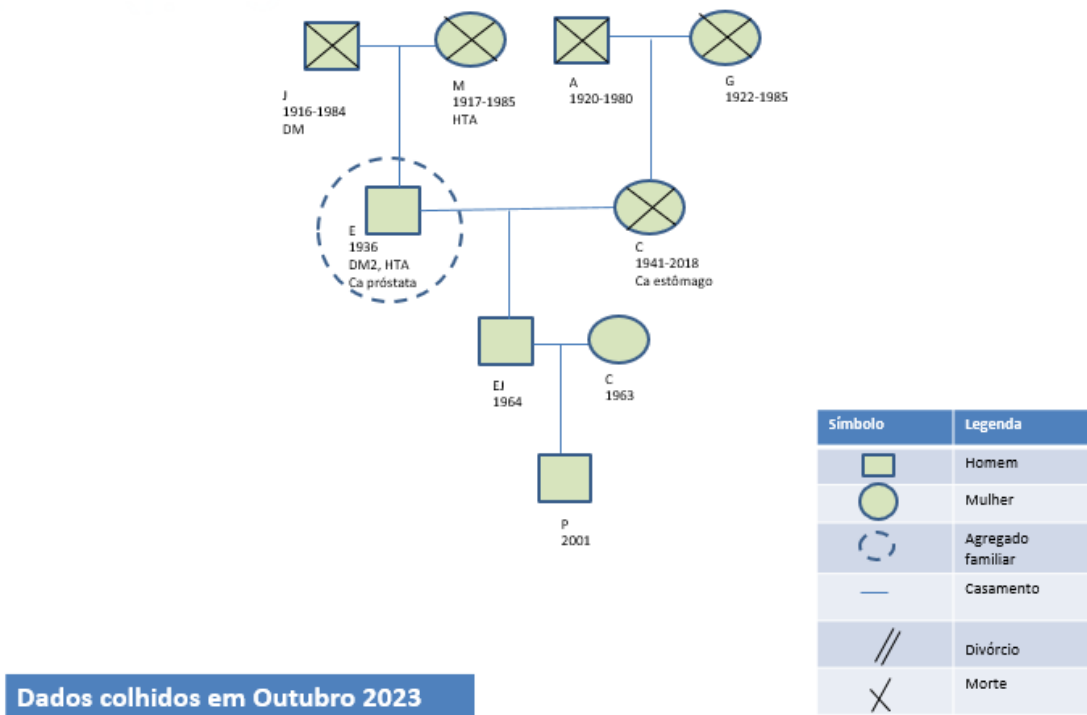 J
1916-1984
DM
M
1917-1985
HTA
A
1920-1980
G
1922-1985
E
1936
DM2, HTA
Ca próstata
C
1941-2018
Ca estômago
EJ
1964
C
1963
P
2001
Símbolo Legenda
Homem
Mulher
Agregado
familiar
Casamento
Divórcio
Morte
Dados colhidos em Outubro 2023